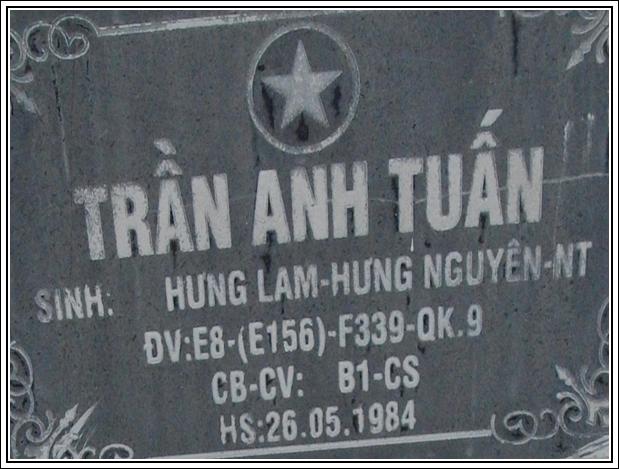 TRẦN ANH TUẤN
SINH: HƯNG LAM-HƯNG NGUYÊN-NT
ĐV:E8-(E156)-F339-QK.9
CB-CV: B1-CS
HS:26.05.1984